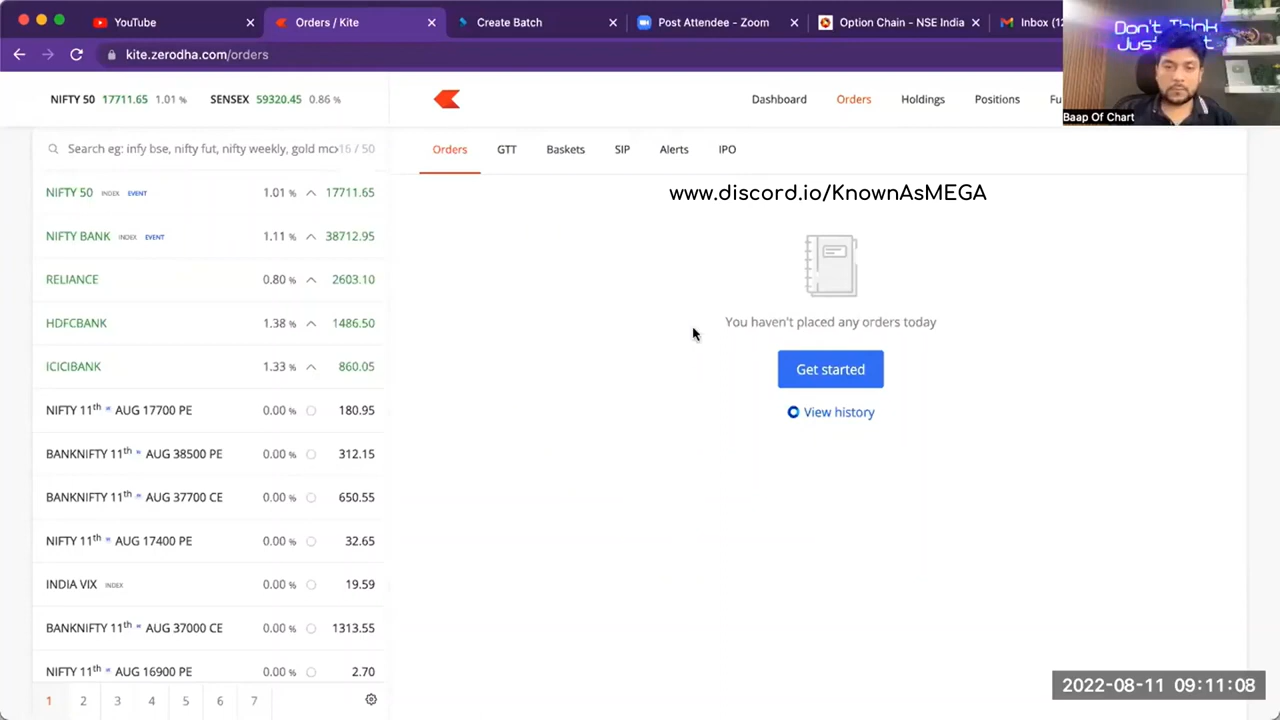 YouTube
Orders / Kite
Create Batch
Post Attendee - Zoom
Option Chain - NSE India
Inbox (12
kite.zerodha.com/orders
Don't Think
Baap Of Chart
NIFTY 50 17711.65 1.01 % SENSEX 59320.45 0.86 %
Dashboard Orders Holdings Positions Fu
Search eg: infy bse, nifty fut, nifty weekly, gold mc 16 / 50
Orders GTT Baskets SIP Alerts IPO
www.discord.io/KnownAsMEGA
NIFTY 50 INDEX EVENT 1.01 % 17711.65
NIFTY BANK INDEX EVENT 1.11 % 38712.95
RELIANCE 0.80 % 2603.10
HDFCBANK 1.38 % 1486.50
ICICIBANK 1.33 % 860.05
NIFTY 11th w AUG 17700 PE 0.00 % 180.95
BANKNIFTY 11th w AUG 38500 PE 0.00 % 312.15
BANKNIFTY 11th w AUG 37700 CE 0.00 % 650.55
NIFTY 11th w AUG 17400 PE 0.00 % 32.65
INDIA VIX INDEX 0.00 % 19.59
BANKNIFTY 11th w AUG 37000 CE 0.00 % 1313.55
NIFTY 11th w AUG 16900 PE 0.00 % 2.70
1 2 3 4 5 6 7
You haven't placed any orders today
Get started
View history
2022-08-11 09:11:08